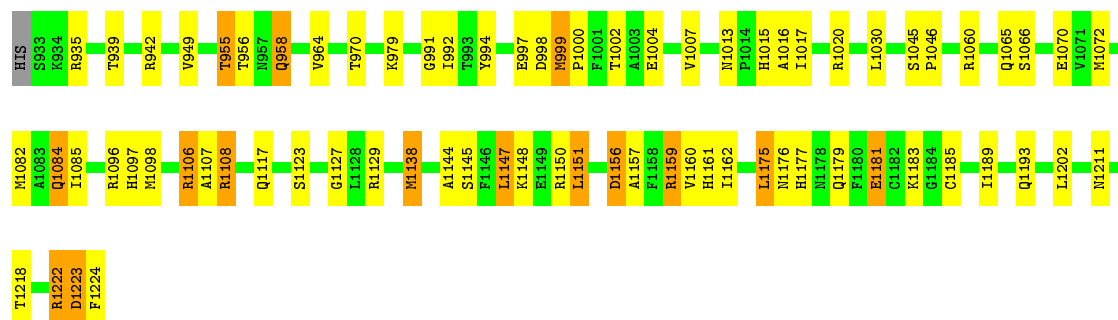 HIS S933 K934 R935 T939 R942 V949 T955 T956 N957 Q958 V964 T970 K979 G991 I992 T993 Y994 E997 D998 M999 P1000 F1001 T1002 A1003 E1004 V1007 N1013 P1014 H1015 A1016 I1017 R1020 L1030 S1045 P1046 R1060 Q1065 S1066 E1070 V1071 M1072
M1082 A1083 Q1084 I1085 R1096 H1097 M1098 R1106 A1107 R1108 Q1117 S1123 G1127 L1128 R1129 M1138 A1144 S1145 F1146 L1147 K1148 E1149 R1150 L1151 D1156 A1157 F1158 R1159 V1160 H1161 I1162 L1175 N1176 H1177 N1178 Q1179 F1180 E1181 C1182 K1183 G1184 C1185 I1189 Q1193 L1202 N1211
T1218 R1222 D1223 F1224